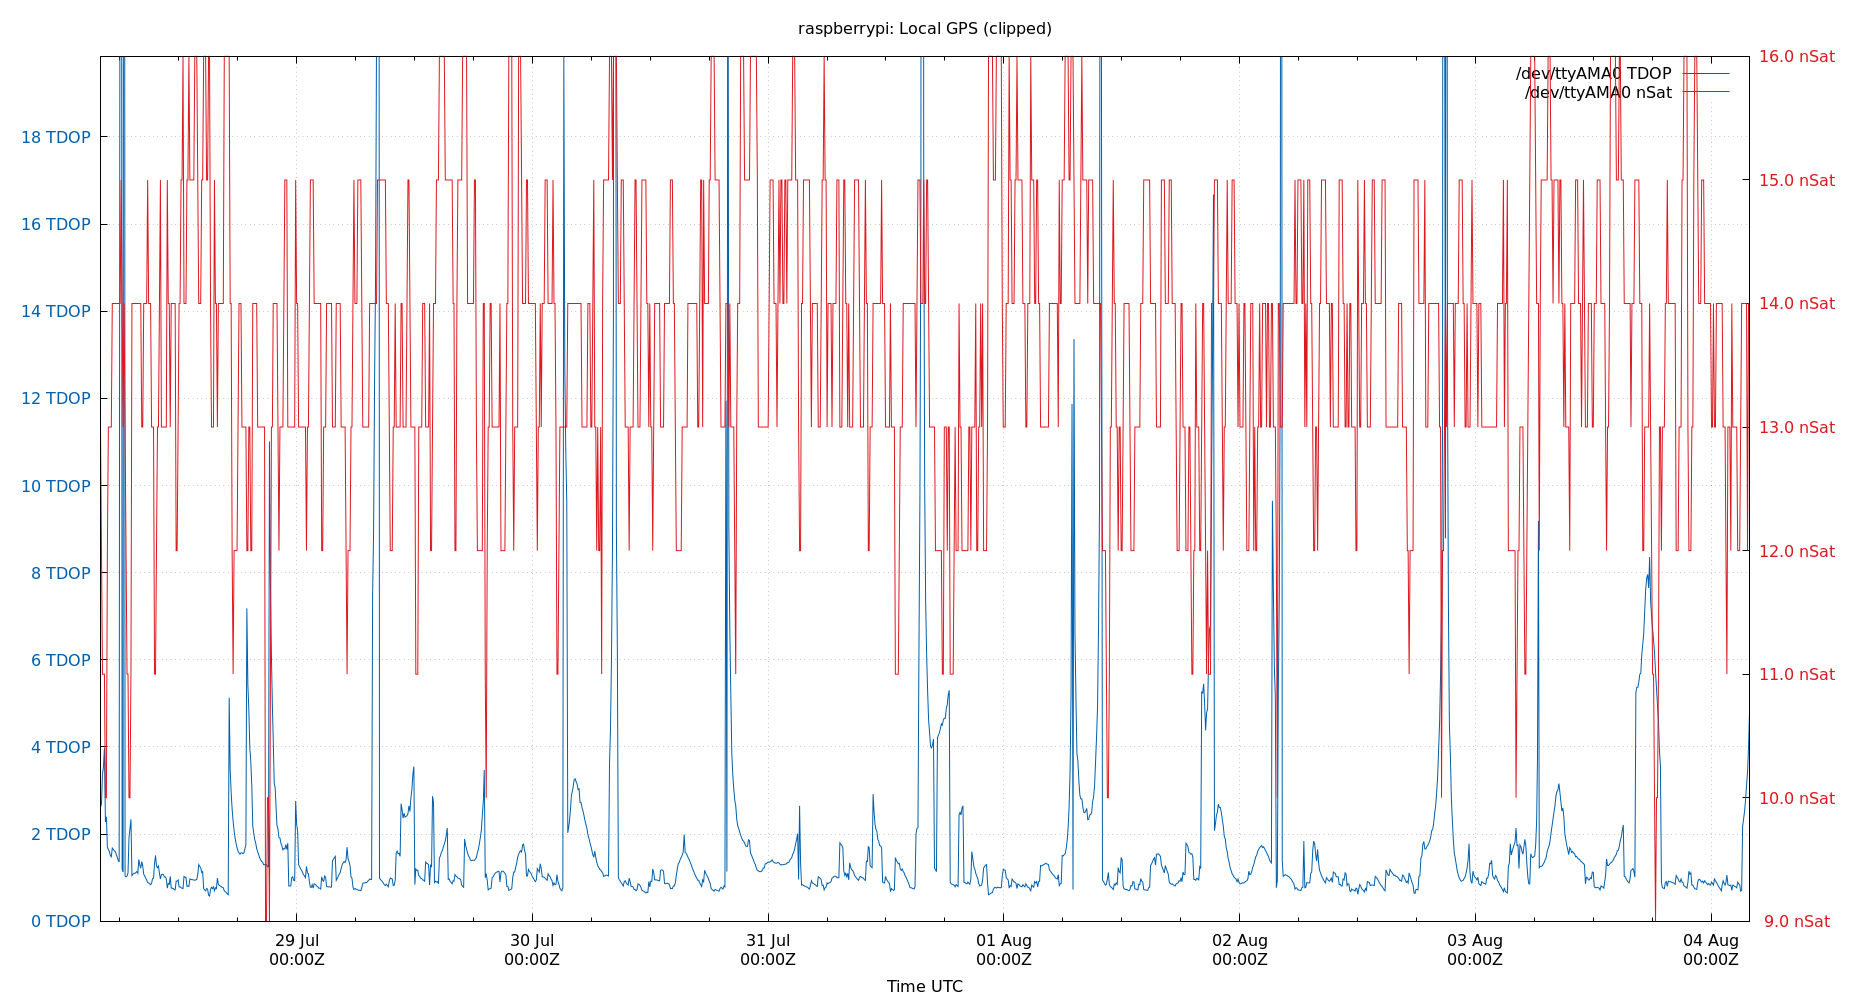 raspberrypi: Local GPS (clipped)
16.0 nSat
/dev/ttyAMA0 TDOP
/dev/ttyAMA0 nSat
18 TDOP
15.0 nSat
16 TDOP
14.0 nSat
14 TDOP
12 TDOP
13.0 nSat
10 TDOP
12.0 nSat
8 TDOP
6 TDOP
11.0 nSat
4 TDOP
10.0 nSat
2 TDOP
0 TDOP
9.0 nSat
29 Jul
00:00Z
30 Jul
00:00Z
31 Jul
00:00Z
01 Aug
00:00Z
02 Aug
00:00Z
03 Aug
00:00Z
04 Aug
00:00Z
Time UTC